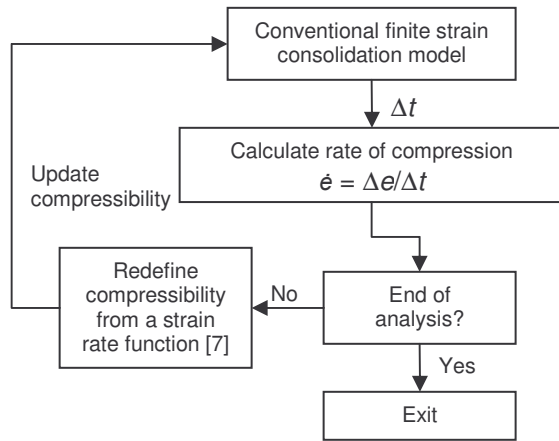 Conventional finite strain
consolidation model
Δt
Calculate rate of compression
ė = Δe/Δt
Update
compressibility
Redefine
compressibility
from a strain
rate function [7]
No
End of
analysis?
Yes
Exit